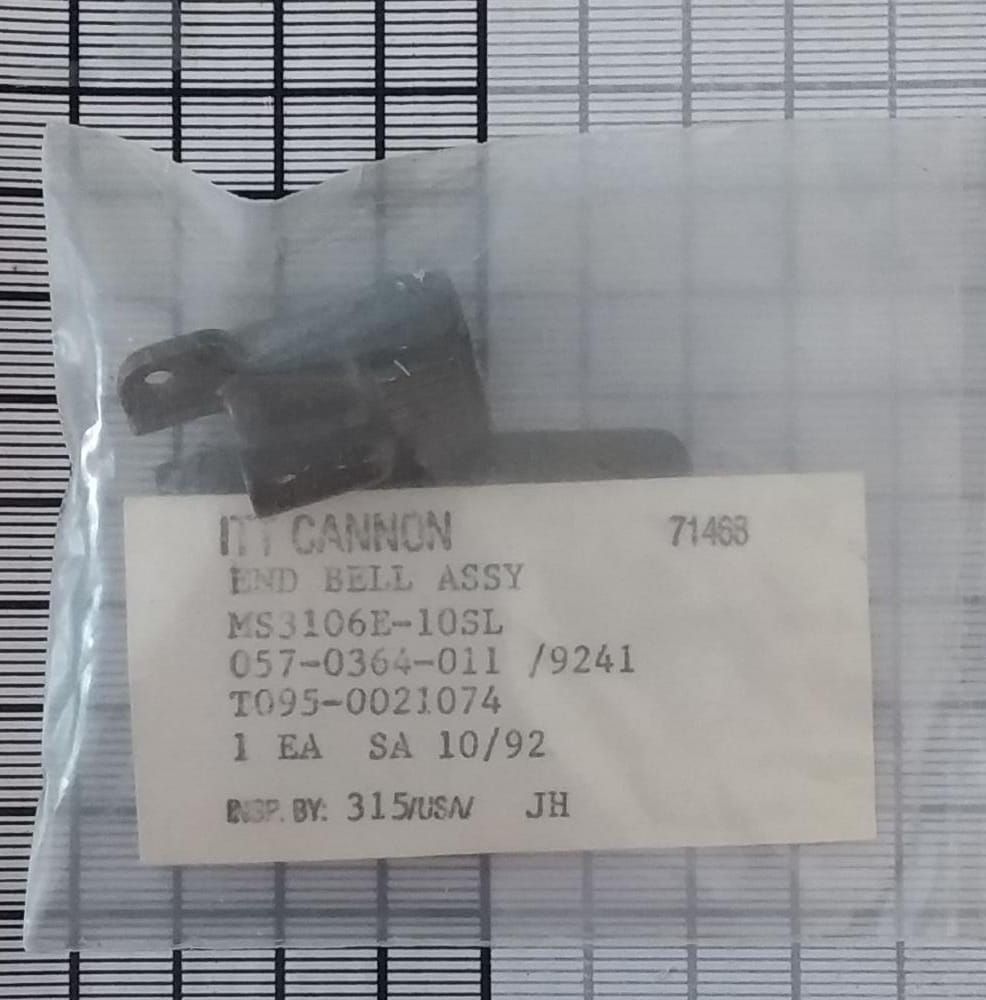 ITT CANNON 71468
END BELL ASSY
MS3106E-10SL
057-0364-011 /9241
T095-0021074
1 EA SA 10/92
INSP. BY: 315/USN/ JH